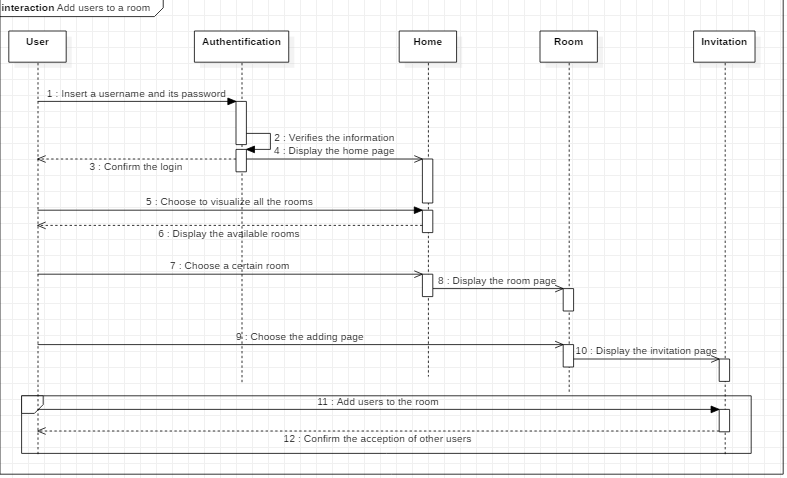 interaction Add users to a room
User
Authentification
Home
Room
Invitation
1 : Insert a username and its password
2 : Verifies the information
4 : Display the home page
3 : Confirm the login
5 : Choose to visualize all the rooms
6 : Display the available rooms
7 : Choose a certain room
8 : Display the room page
9 : Choose the adding page
10 : Display the invitation page
11 : Add users to the room
12 : Confirm the acception of other users